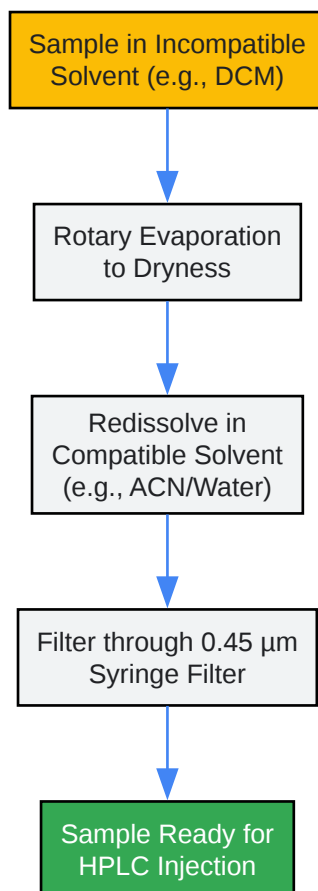 Sample in Incompatible
Solvent (e.g., DCM)
Rotary Evaporation
to Dryness
Redissolve in
Compatible Solvent
(e.g., ACN/Water)
Filter through 0.45 µm
Syringe Filter
Sample Ready for
HPLC Injection